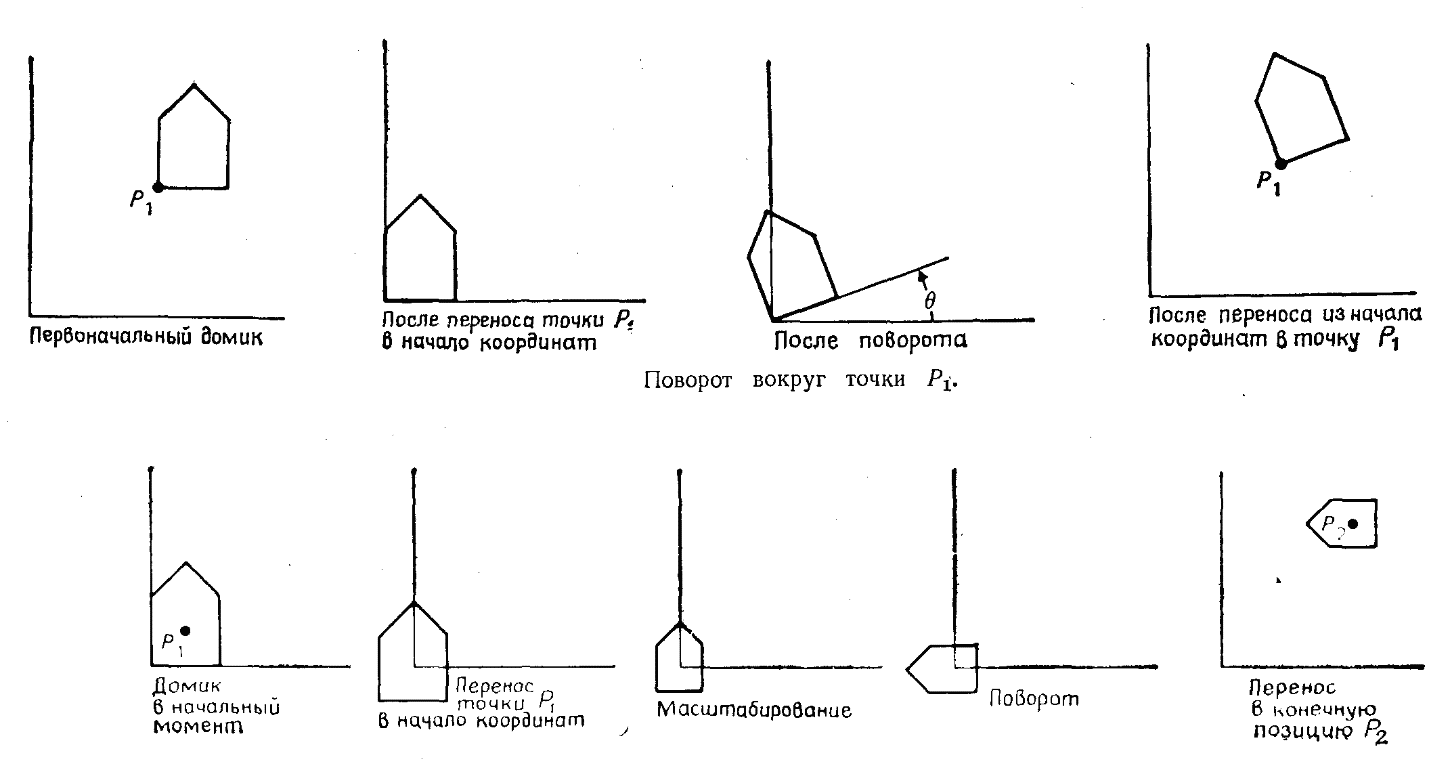 P₁
Первоначальный домик
После переноса точки P₁
в начало координат
θ
После поворота
P₁
После переноса из начала
координат в точку P₁
Поворот вокруг точки P₁.
P₁
Домик
в начальный
момент
Перенос
точки P₁
в начало координат
Масштабирование
Поворот
P₂
Перенос
в конечную
позицию P₂